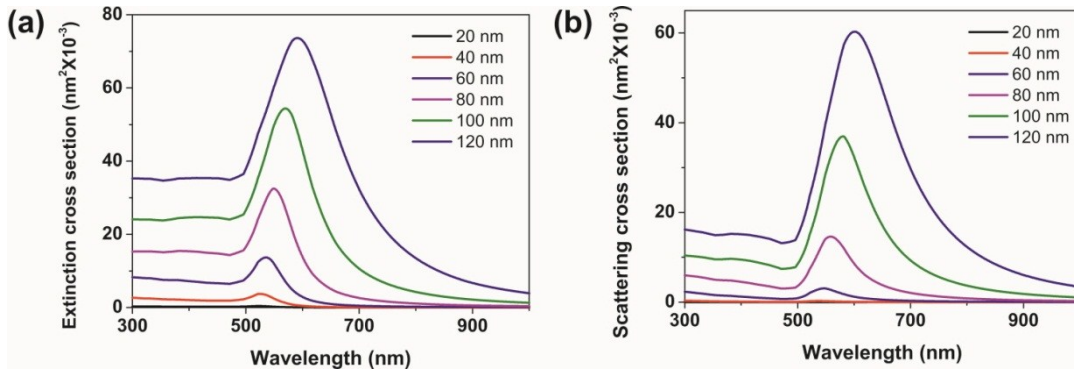 (a)
Extinction cross section (nm²X10⁻³)
80
60
40
20
0
300
500
700
900
Wavelength (nm)
20 nm
40 nm
60 nm
80 nm
100 nm
120 nm
(b)
Scattering cross section (nm²X10⁻³)
60
40
20
0
300
500
700
900
Wavelength (nm)
20 nm
40 nm
60 nm
80 nm
100 nm
120 nm